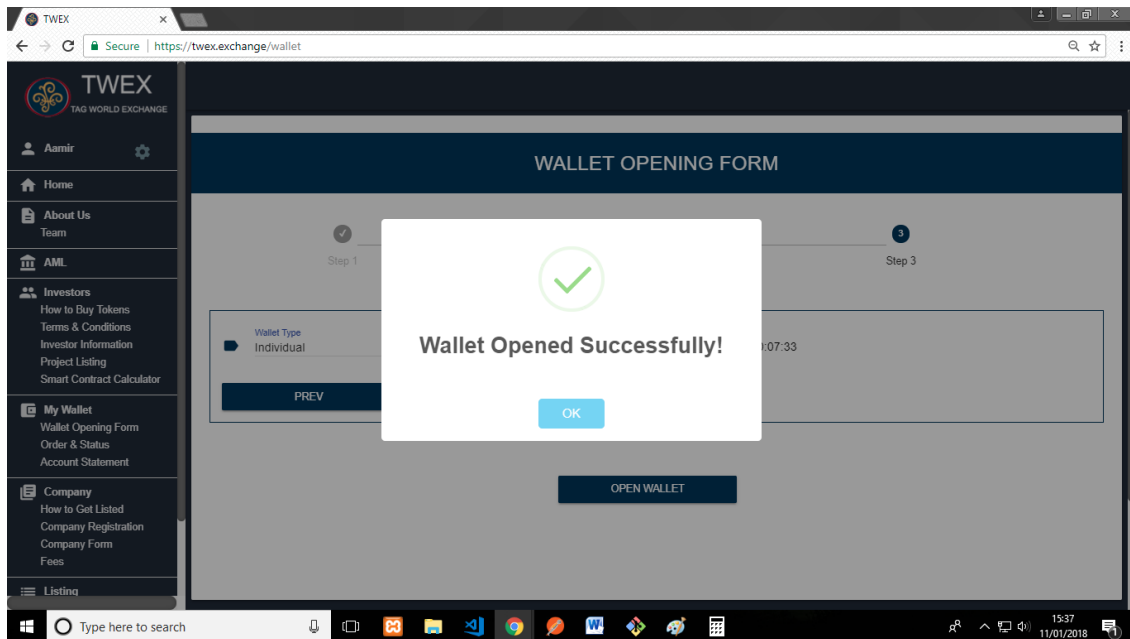 TWEX
Secure | https://twex.exchange/wallet
TWEX
TAG WORLD EXCHANGE
Aamir
Home
About Us
Team
AML
Investors
How to Buy Tokens
Terms & Conditions
Investor Information
Project Listing
Smart Contract Calculator
My Wallet
Wallet Opening Form
Order & Status
Account Statement
Company
How to Get Listed
Company Registration
Company Form
Fees
Listing
WALLET OPENING FORM
3
Step 1
Step 3
Wallet Type
Individual
:07:33
PREV
Wallet Opened Successfully!
OK
OPEN WALLET
Type here to search
15:37
11/01/2018